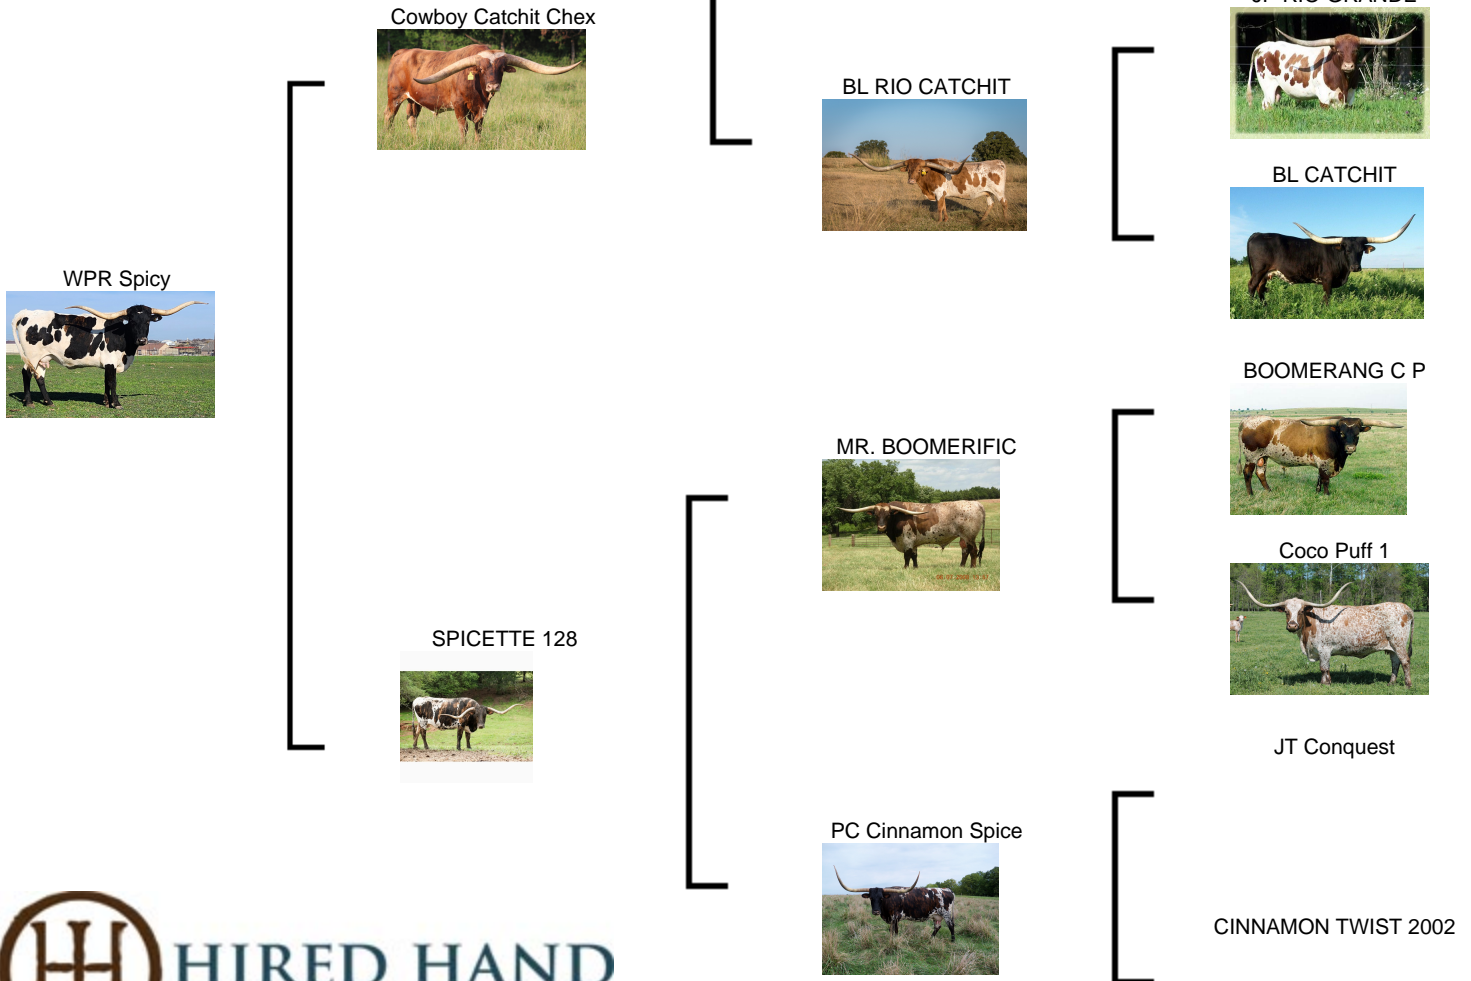 Cowboy Catchit Chex
BL RIO CATCHIT
BL CATCHIT
WPR Spicy
BOOMERANG C P
MR. BOOMERIFIC
Coco Puff 1
SPICETTE 128
JT Conquest
PC Cinnamon Spice
CINNAMON TWIST 2002
HIRED HAND